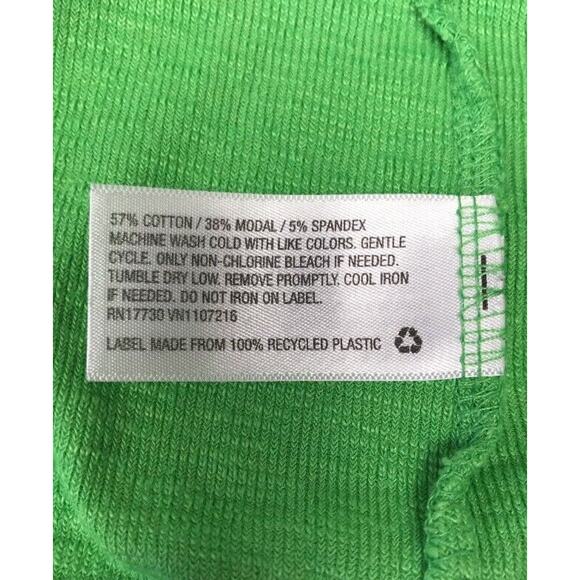 57% COTTON / 38% MODAL / 5% SPANDEX
MACHINE WASH COLD WITH LIKE COLORS. GENTLE
CYCLE. ONLY NON-CHLORINE BLEACH IF NEEDED.
TUMBLE DRY LOW. REMOVE PROMPTLY. COOL IRON
IF NEEDED. DO NOT IRON ON LABEL.
RN17730 VN1107216
LABEL MADE FROM 100% RECYCLED PLASTIC